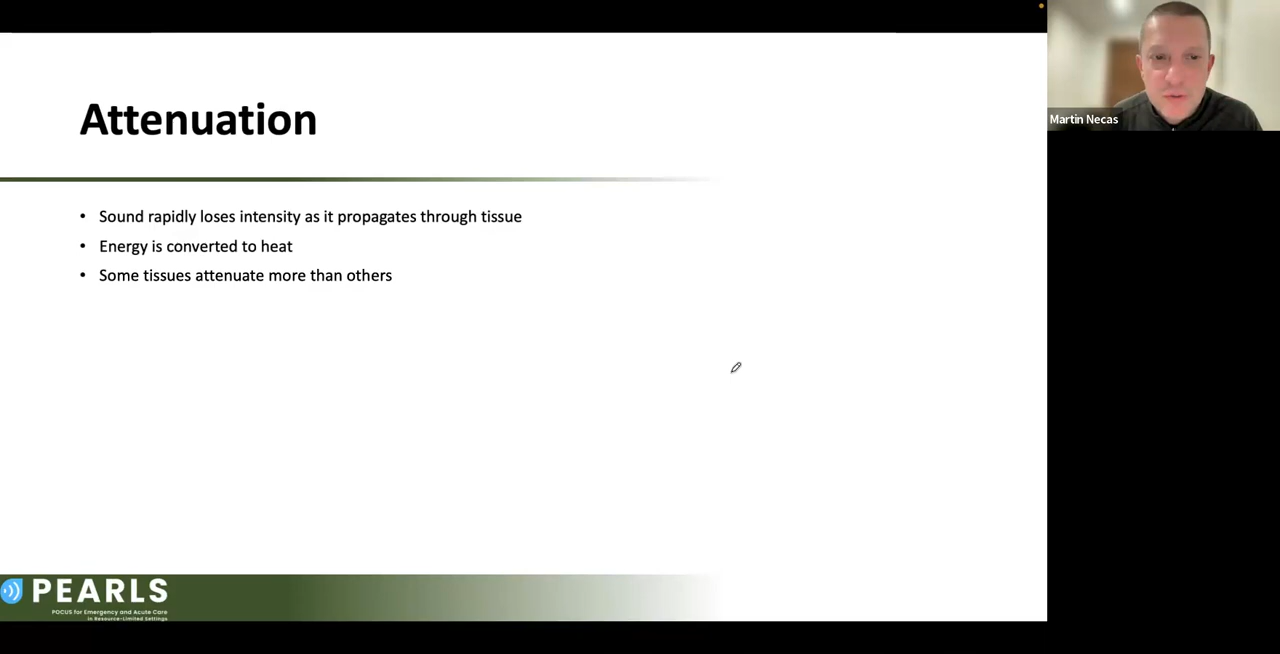 Attenuation
Martin Necas
• Sound rapidly loses intensity as it propagates through tissue
• Energy is converted to heat
• Some tissues attenuate more than others
PEARLS
POCUS for Emergency and Acute Care
in Resource-Limited Settings